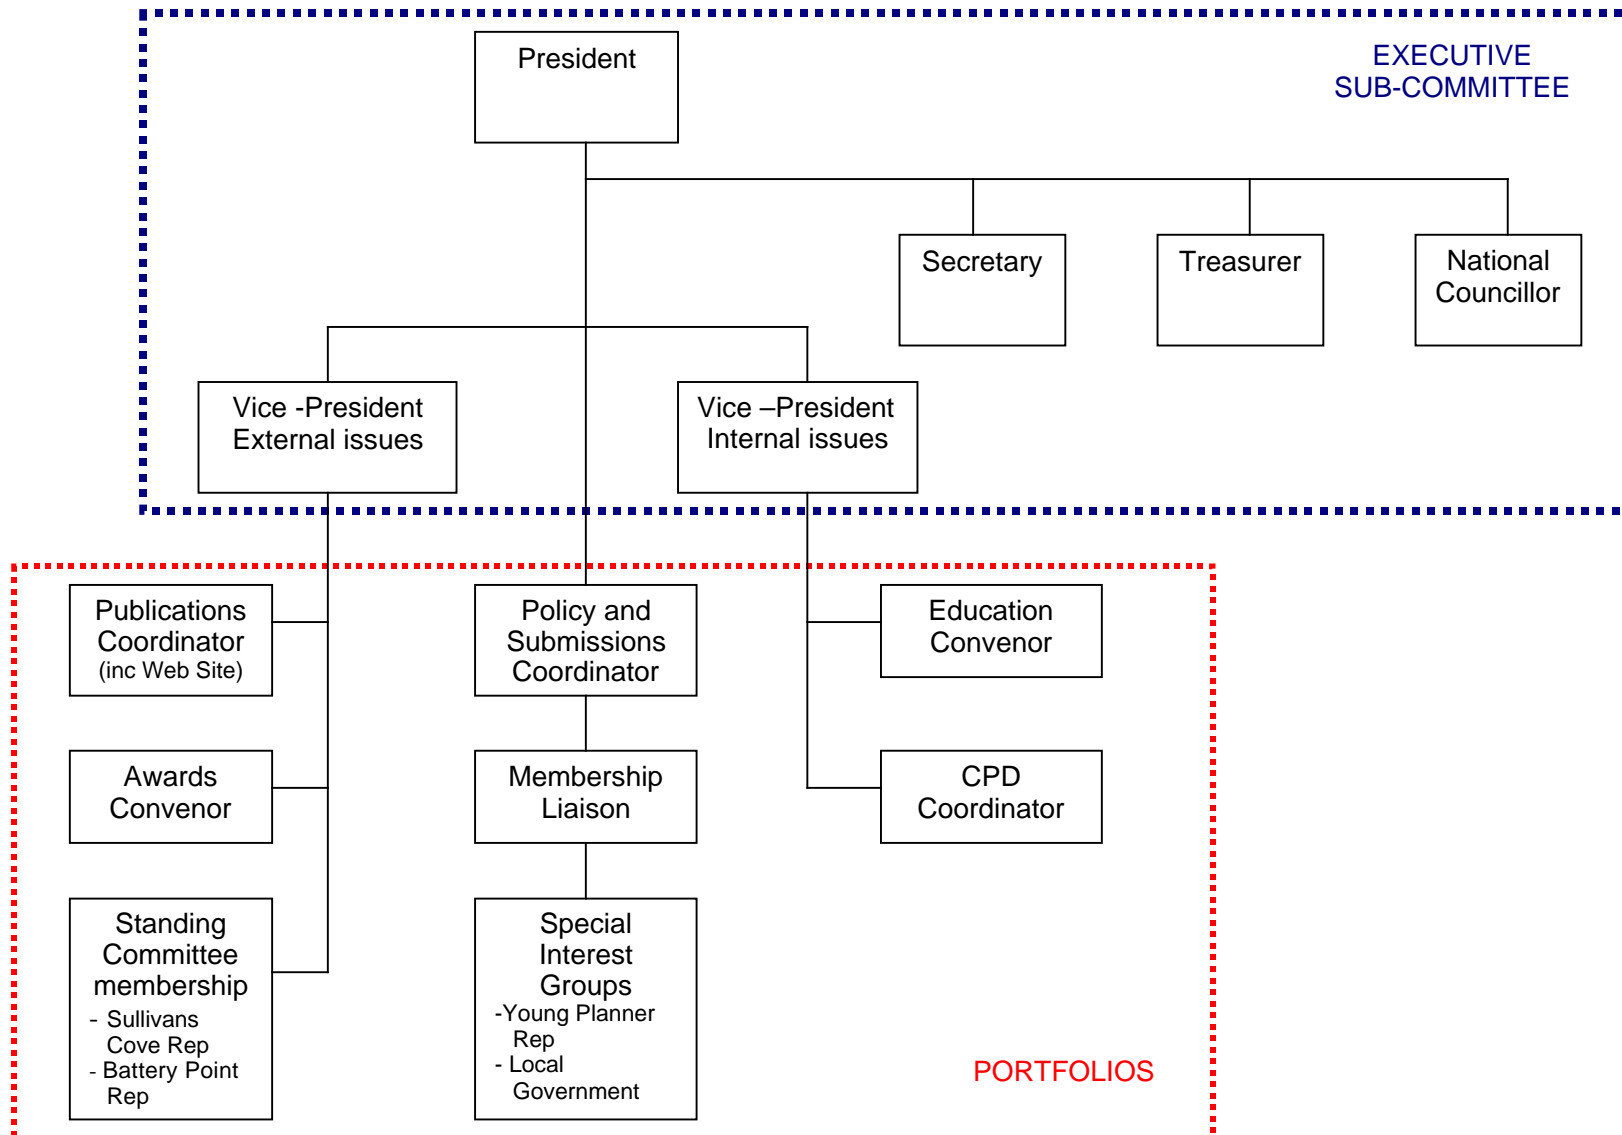 President
EXECUTIVE
SUB-COMMITTEE
Secretary
Treasurer
National
Councillor
Vice -President
External issues
Vice –President
Internal issues
Publications
Coordinator
(inc Web Site)
Policy and
Submissions
Coordinator
Education
Convenor
Awards
Convenor
Membership
Liaison
CPD
Coordinator
Standing
Committee
membership
- Sullivans
Cove Rep
- Battery Point
Rep
Special
Interest
Groups
-Young Planner
Rep
- Local
Government
PORTFOLIOS